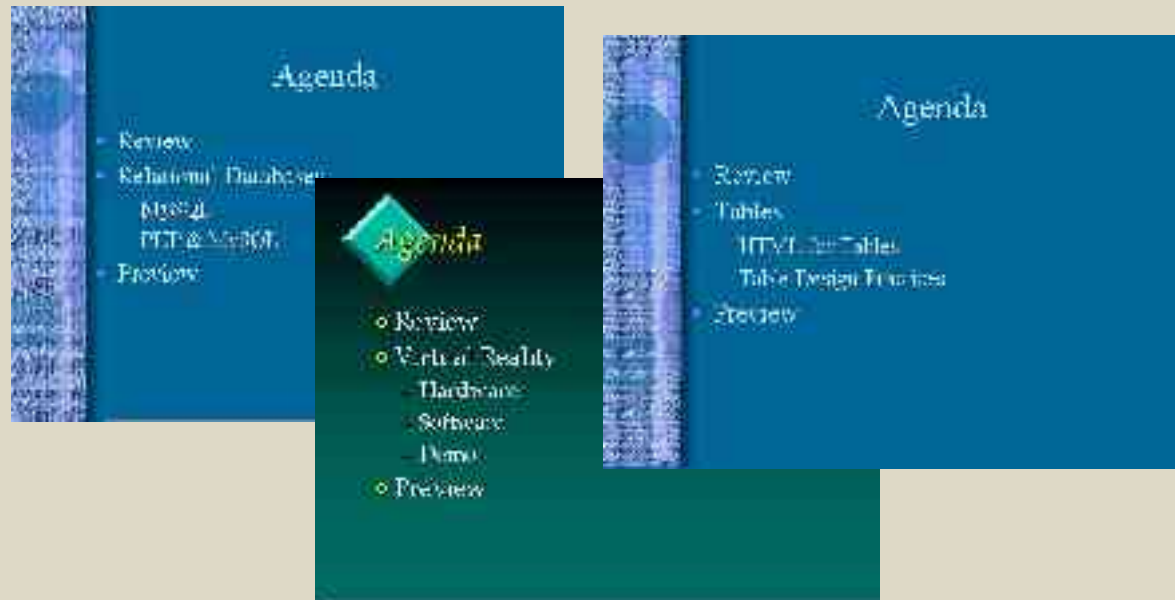 Agenda
Review
Relational Databases
MySQL
PHP & MySQL
Preview
Agenda
Review
Virtual Reality
– Hardware
– Software
– Demo
Preview
Agenda
Review
Tables
HTML for Tables
Table Design Practices
Preview